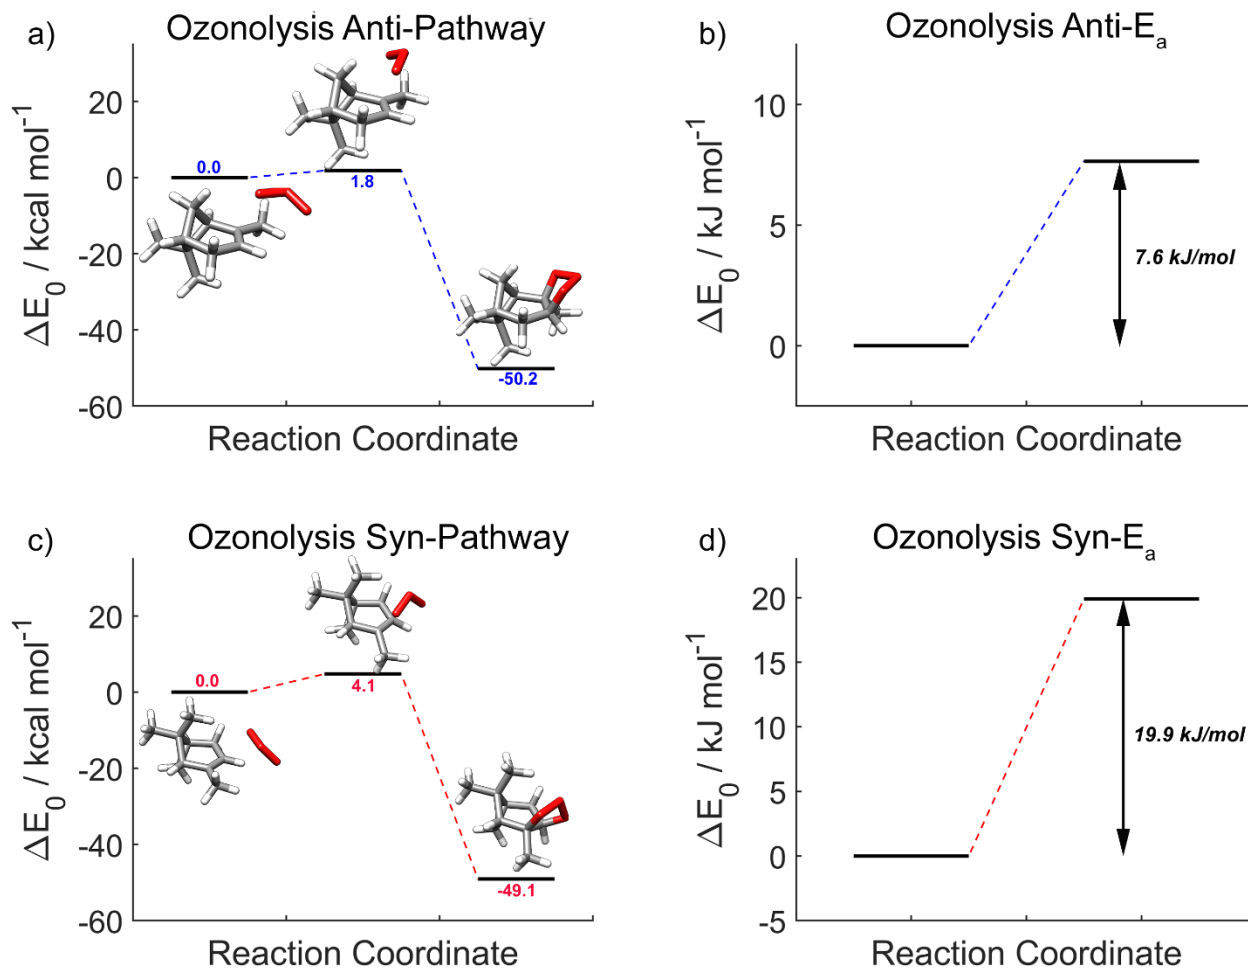 a)
Ozonolysis Anti-Pathway
ΔE₀ / kcal mol⁻¹
20
0
-20
-40
-60
0.0
1.8
-50.2
Reaction Coordinate
b)
Ozonolysis Anti-Eₐ
ΔE₀ / kJ mol⁻¹
10
5
0
7.6 kJ/mol
Reaction Coordinate
c)
Ozonolysis Syn-Pathway
ΔE₀ / kcal mol⁻¹
20
0
-20
-40
-60
0.0
4.1
-49.1
Reaction Coordinate
d)
Ozonolysis Syn-Eₐ
ΔE₀ / kJ mol⁻¹
20
15
10
5
0
-5
19.9 kJ/mol
Reaction Coordinate